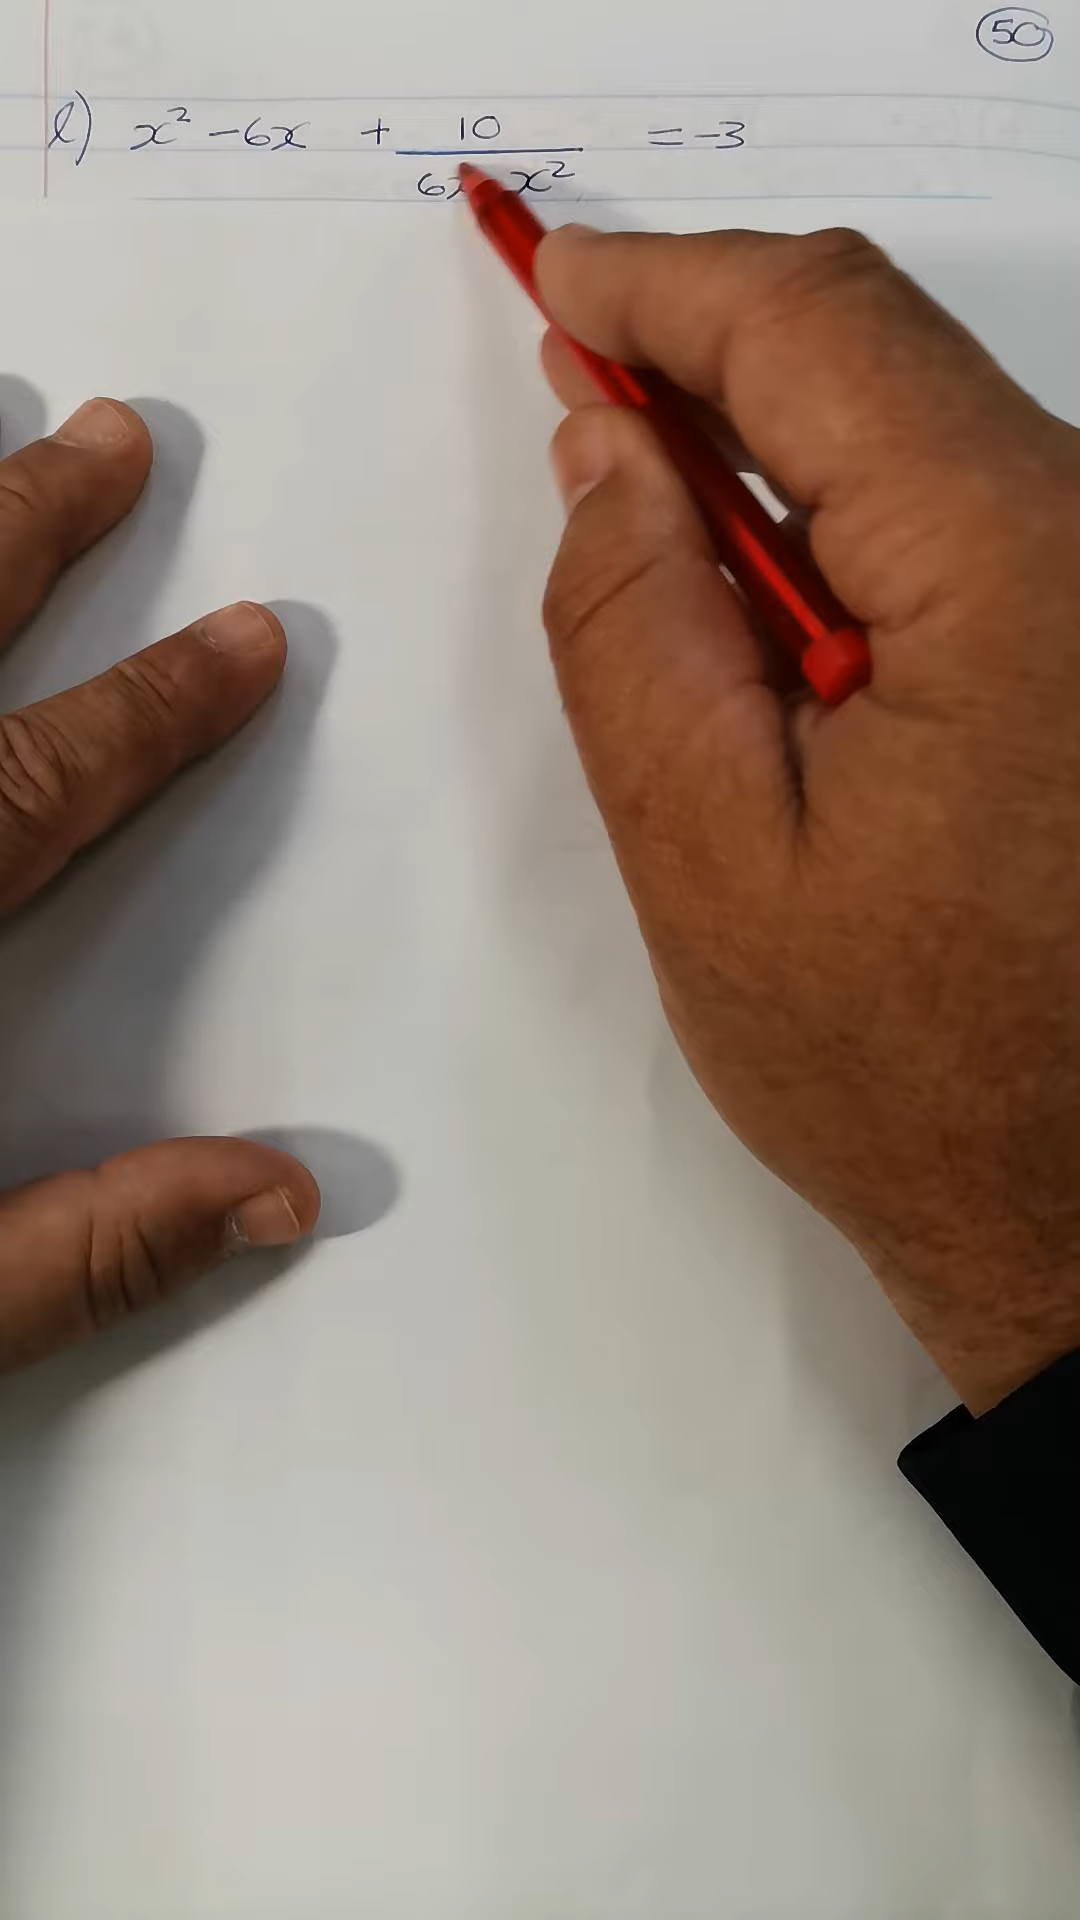 50
l) x² - 6x + 10 / 6x x² = -3